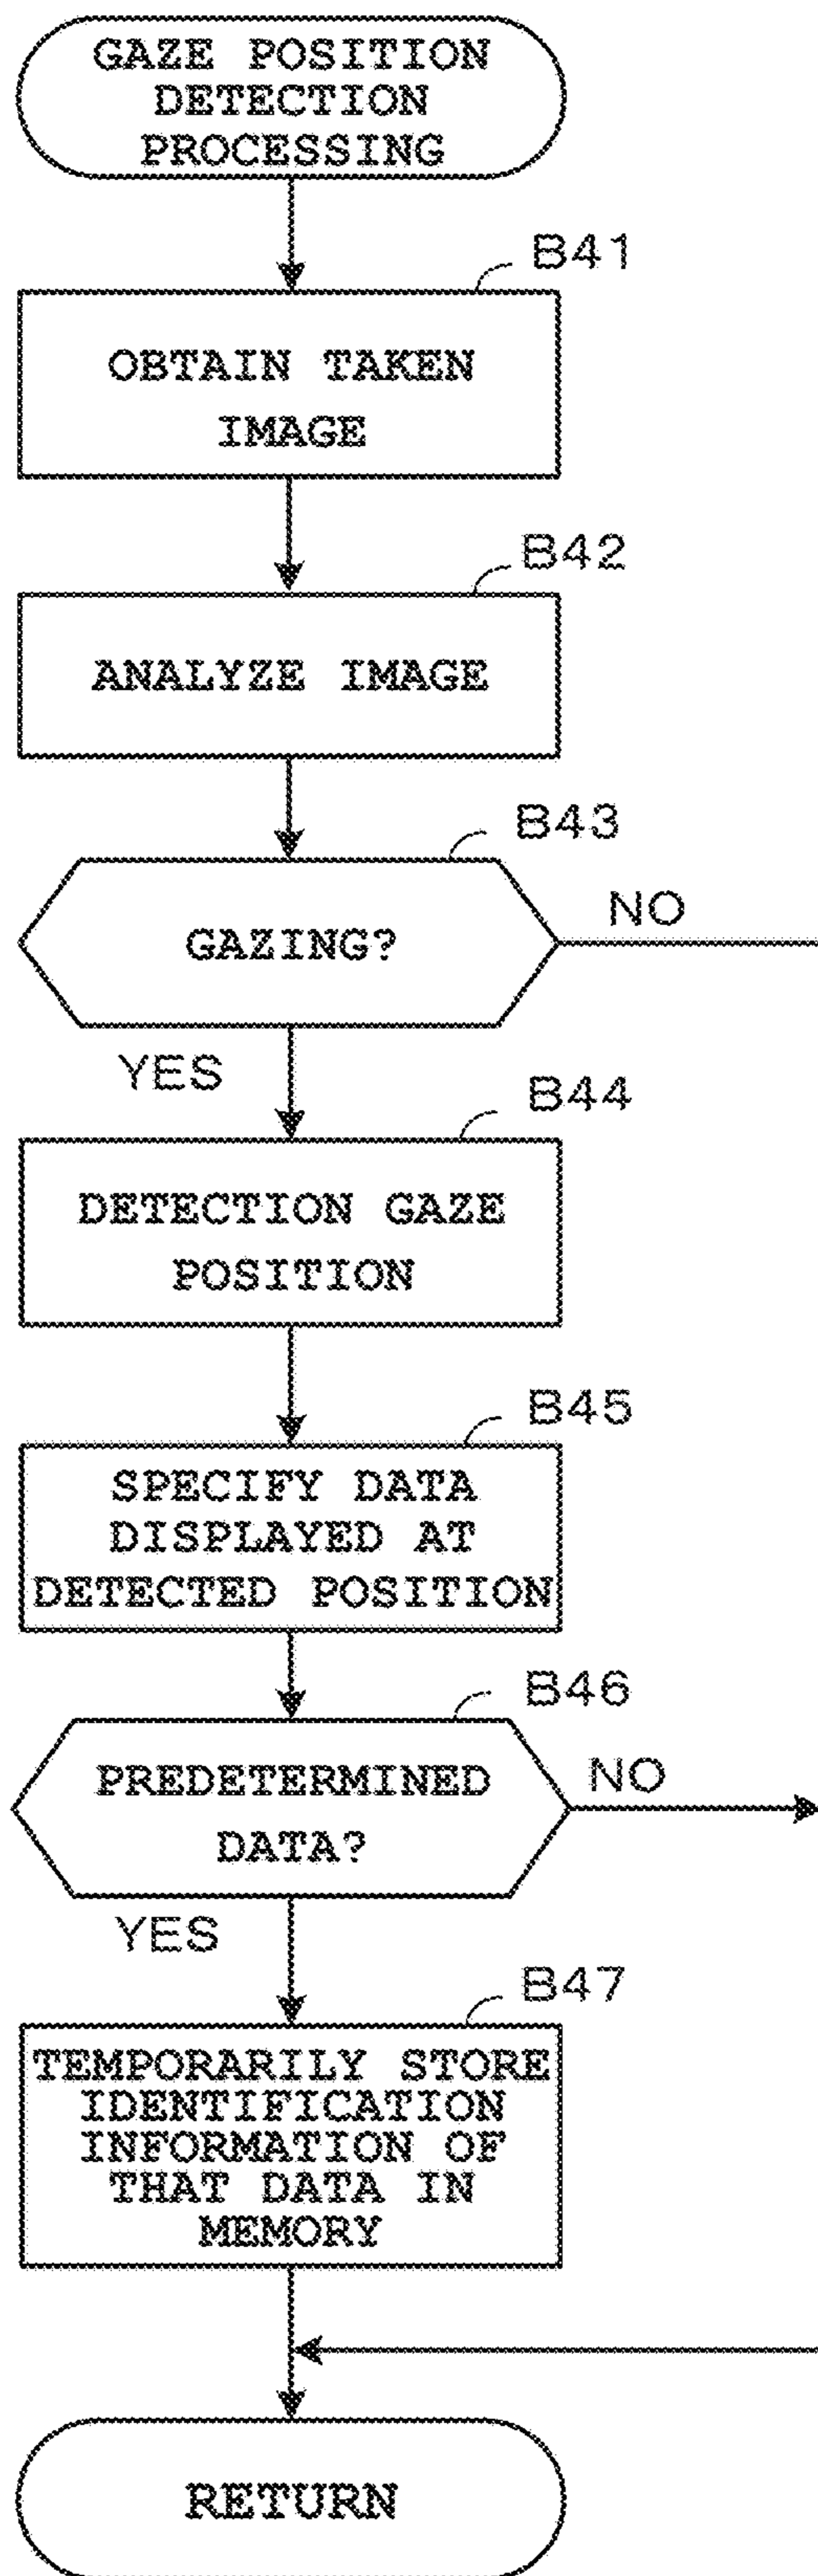 GAZE POSITION
DETECTION
PROCESSING
B41
OBTAIN TAKEN
IMAGE
B42
ANALYZE IMAGE
B43
GAZING?
NO
YES
B44
DETECTION GAZE
POSITION
B45
SPECIFY DATA
DISPLAYED AT
DETECTED POSITION
B46
PREDETERMINED
DATA?
NO
YES
B47
TEMPORARILY STORE
IDENTIFICATION
INFORMATION OF
THAT DATA IN
MEMORY
RETURN